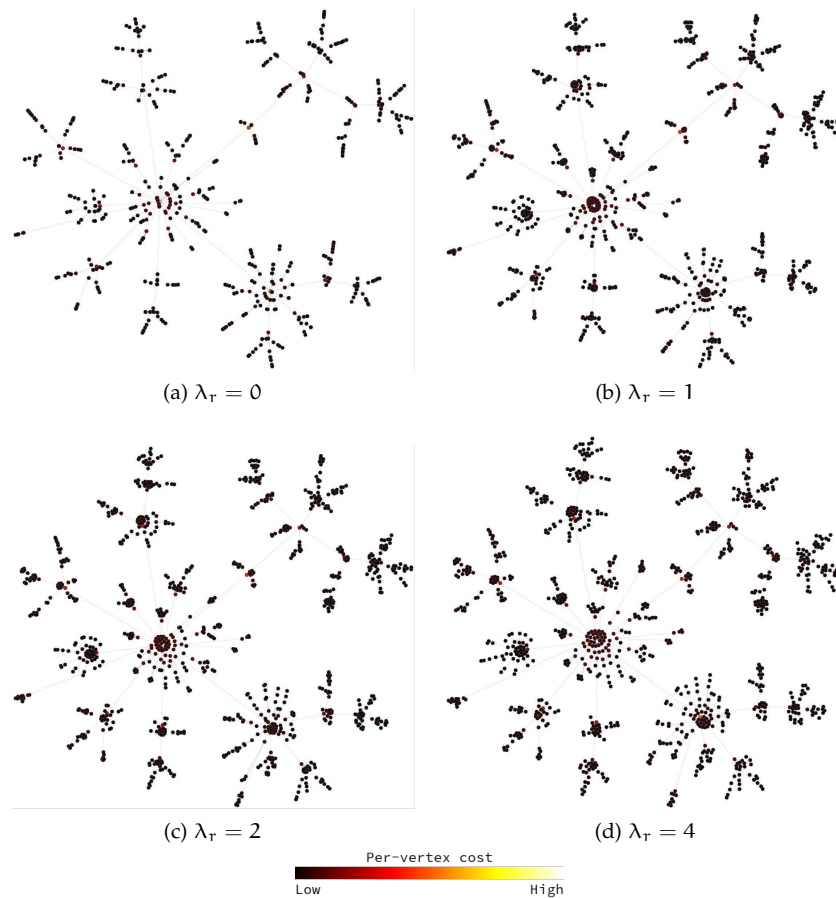 (a) λᵣ = 0
(b) λᵣ = 1
(c) λᵣ = 2
(d) λᵣ = 4
Per-vertex cost
Low High